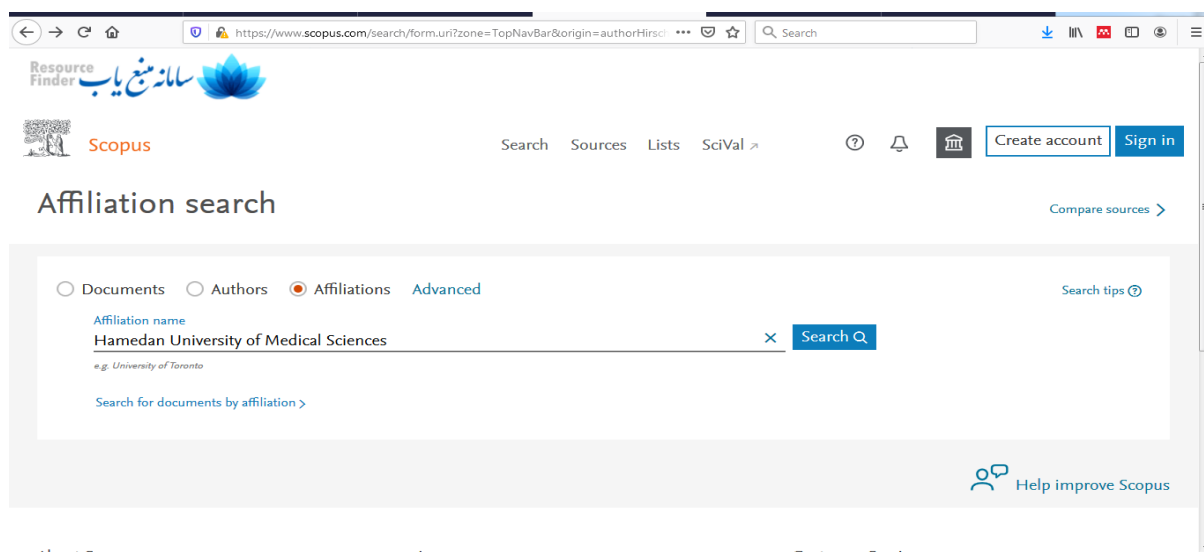 https://www.scopus.com/search/form.uri?zone=TopNavBar&origin=authorHirsc
Search
Resource
Finder
سامانه منبع یاب
Scopus
Search Sources Lists SciVal
Create account Sign in
Affiliation search
Compare sources
Documents Authors Affiliations Advanced
Search tips
Affiliation name
Hamedan University of Medical Sciences
Search
e.g. University of Toronto
Search for documents by affiliation
Help improve Scopus